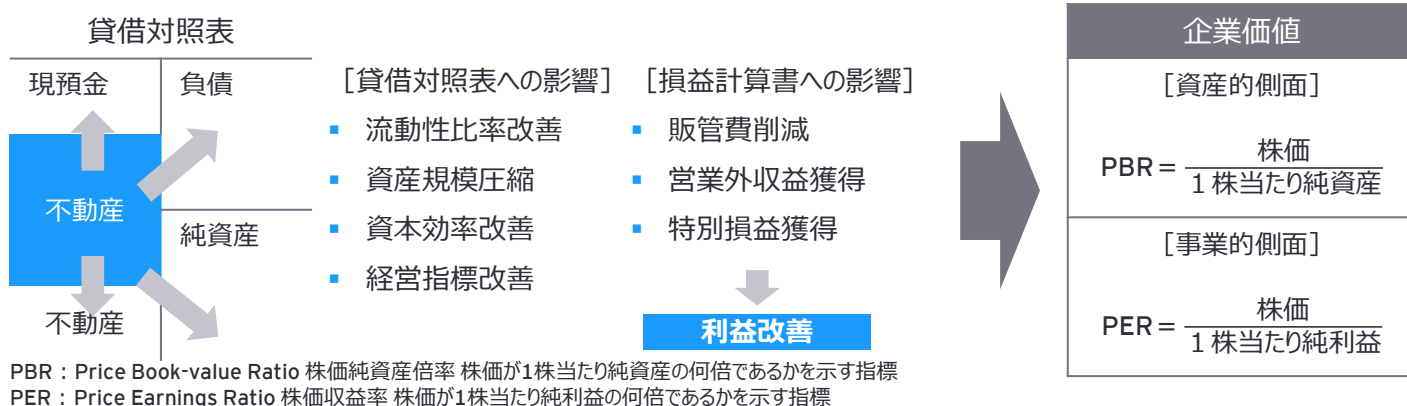 貸借対照表
現預金
負債
不動産
純資産
不動産
［貸借対照表への影響］
▪ 流動性比率改善
▪ 資産規模圧縮
▪ 資本効率改善
▪ 経営指標改善
［損益計算書への影響］
▪ 販管費削減
▪ 営業外収益獲得
▪ 特別損益獲得
利益改善
企業価値
［資産的側面］
PBR =
株価
1 株当たり純資産
［事業的側面］
PER =
株価
1 株当たり純利益
PBR : Price Book-value Ratio 株価純資産倍率 株価が1株当たり純資産の何倍であるかを示す指標
PER : Price Earnings Ratio 株価収益率 株価が1株当たり純利益の何倍であるかを示す指標